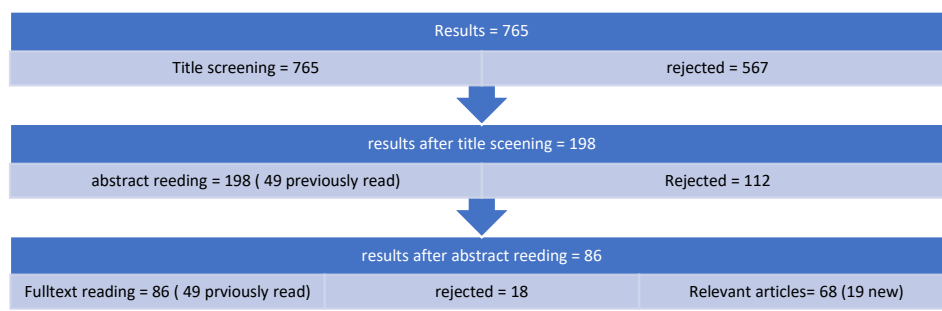 Results = 765
Title screening = 765
rejected = 567
results after title sceening = 198
abstract reeding = 198 ( 49 previously read)
Rejected = 112
results after abstract reeding = 86
Fulltext reading = 86 ( 49 prviously read)
rejected = 18
Relevant articles= 68 (19 new)